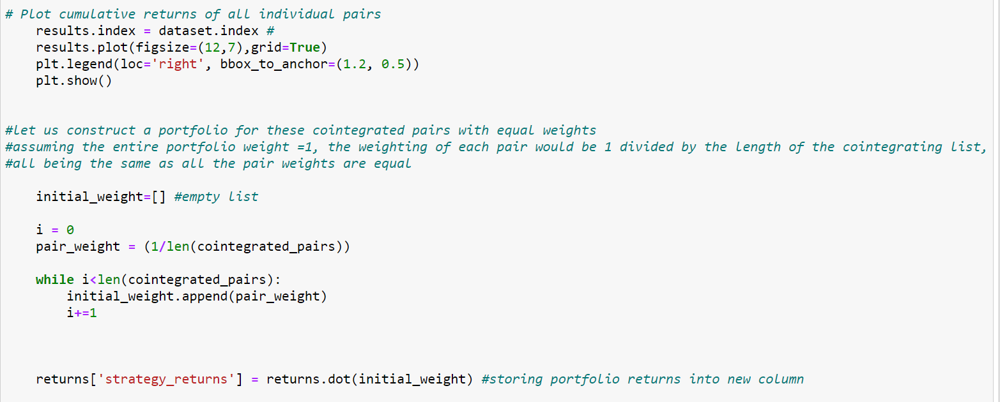 # Plot cumulative returns of all individual pairs
    results.index = dataset.index #
    results.plot(figsize=(12,7),grid=True)
    plt.legend(loc='right', bbox_to_anchor=(1.2, 0.5))
    plt.show()
#let us construct a portfolio for these cointegrated pairs with equal weights
#assuming the entire portfolio weight =1, the weighting of each pair would be 1 divided by the length of the cointegrating list,
#all being the same as all the pair weights are equal
    initial_weight=[] #empty list
    i = 0
    pair_weight = (1/len(cointegrated_pairs))
    while i<len(cointegrated_pairs):
        initial_weight.append(pair_weight)
        i+=1
    returns['strategy_returns'] = returns.dot(initial_weight) #storing portfolio returns into new column